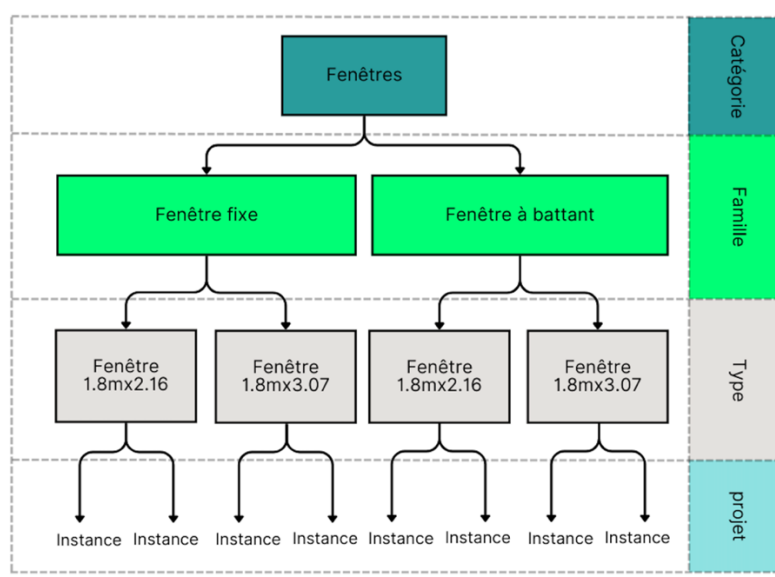 Fenêtres
Catégorie
Fenêtre fixe
Fenêtre à battant
Famille
Fenêtre
1.8mx2.16
Fenêtre
1.8mx3.07
Fenêtre
1.8mx2.16
Fenêtre
1.8mx3.07
Type
Instance Instance Instance Instance Instance Instance Instance Instance
projet